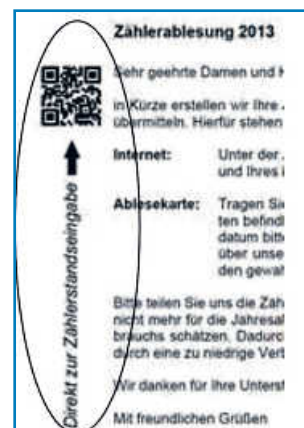 Zählerablesung 2013
Sehr geehrte Damen und
in Kürze erstellen wir Ihre
übermitteln. Hierfür stehen
Internet: Unter der
und Ihres
Ablesekarte: Tragen Sie
ten befindl
datum bitte
über unse
den gewäh
Bitte teilen Sie uns die Zäh
nicht mehr für die Jahresal
brauchs schätzen. Dadurc
durch eine zu niedrige Vert
Wir danken für Ihre Unterst
Mit freundlichen Grüßen
Direkt zur Zählerstandseingabe